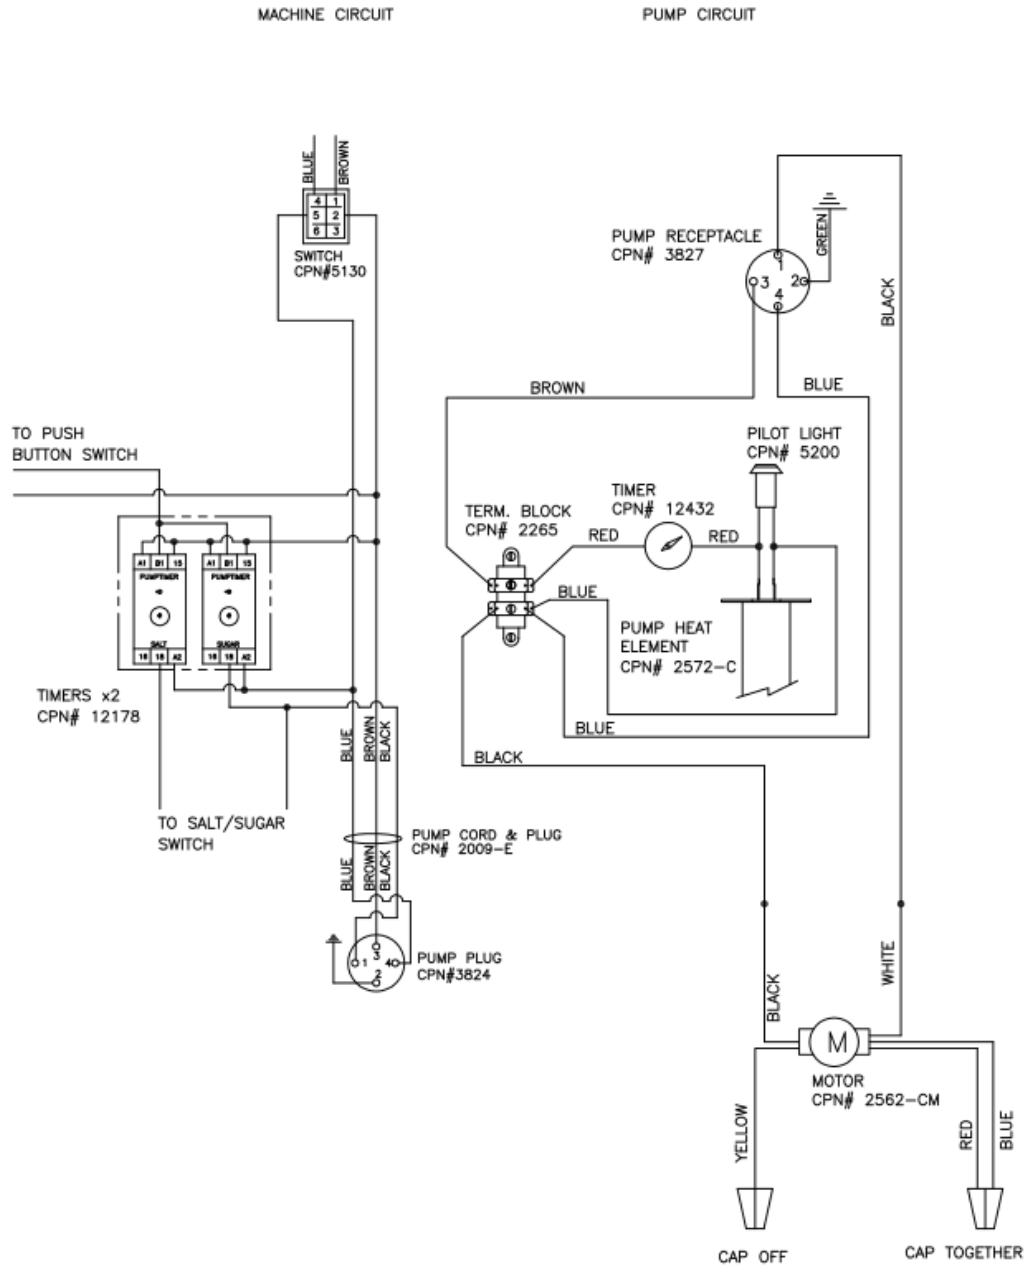 MACHINE CIRCUIT
PUMP CIRCUIT
BLUE
BROWN
4 1
5 2
6 3
SWITCH
CPN#5130
PUMP RECEPTACLE
CPN# 3827
GREEN
1
3
2
4
BLACK
BROWN
BLUE
TO PUSH
BUTTON SWITCH
PILOT LIGHT
CPN# 5200
TIMER
CPN# 12432
TERM. BLOCK
CPN# 2265
RED
RED
BLUE
A1 B1 15
PUMPTIMER
SALT
16 18 A2
A1 B1 15
PUMPTIMER
SUGAR
16 18 A2
PUMP HEAT
ELEMENT
CPN# 2572-C
TIMERS x2
CPN# 12178
BLUE
BROWN
BLACK
BLUE
BLACK
TO SALT/SUGAR
SWITCH
PUMP CORD & PLUG
CPN# 2009-E
BLUE
BROWN
BLACK
3
1
4
2
PUMP PLUG
CPN#3824
BLACK
WHITE
M
MOTOR
CPN# 2562-CM
YELLOW
RED
BLUE
CAP OFF
CAP TOGETHER